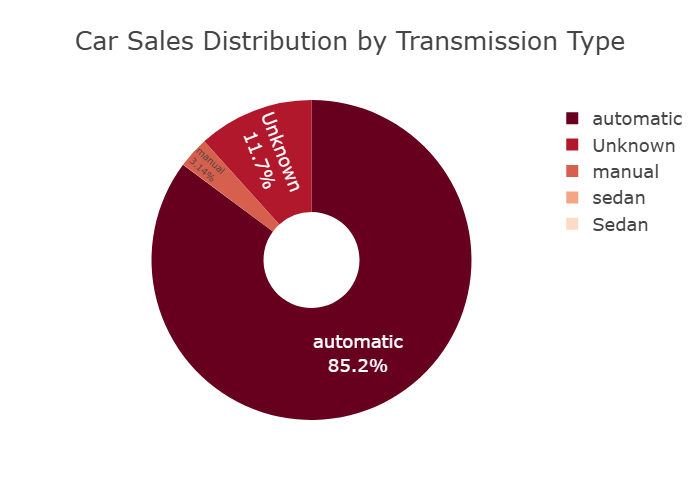 Car Sales Distribution by Transmission Type
automatic
Unknown
manual
sedan
Sedan
Unknown
11.7%
manual
3.14%
automatic
85.2%